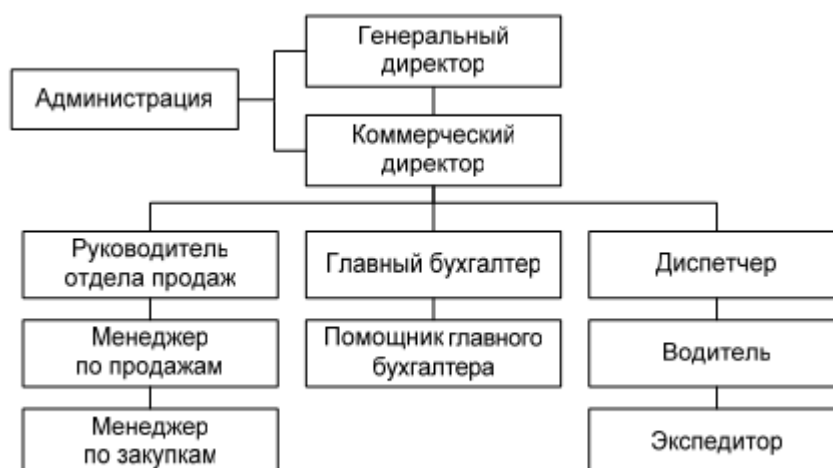 Генеральный
директор
Администрация
Коммерческий
директор
Руководитель
отдела продаж
Главный бухгалтер
Диспетчер
Менеджер
по продажам
Помощник главного
бухгалтера
Водитель
Менеджер
по закупкам
Экспедитор